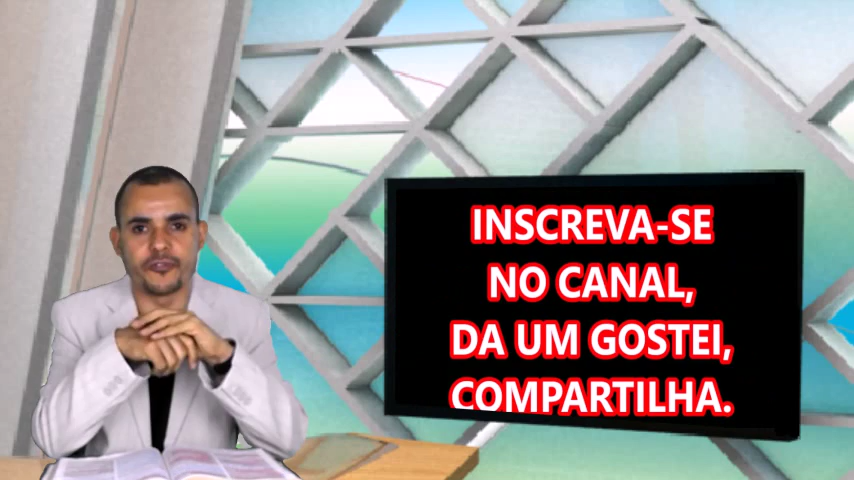 INSCREVA-SE
NO CANAL,
DA UM GOSTEI,
COMPARTILHA.